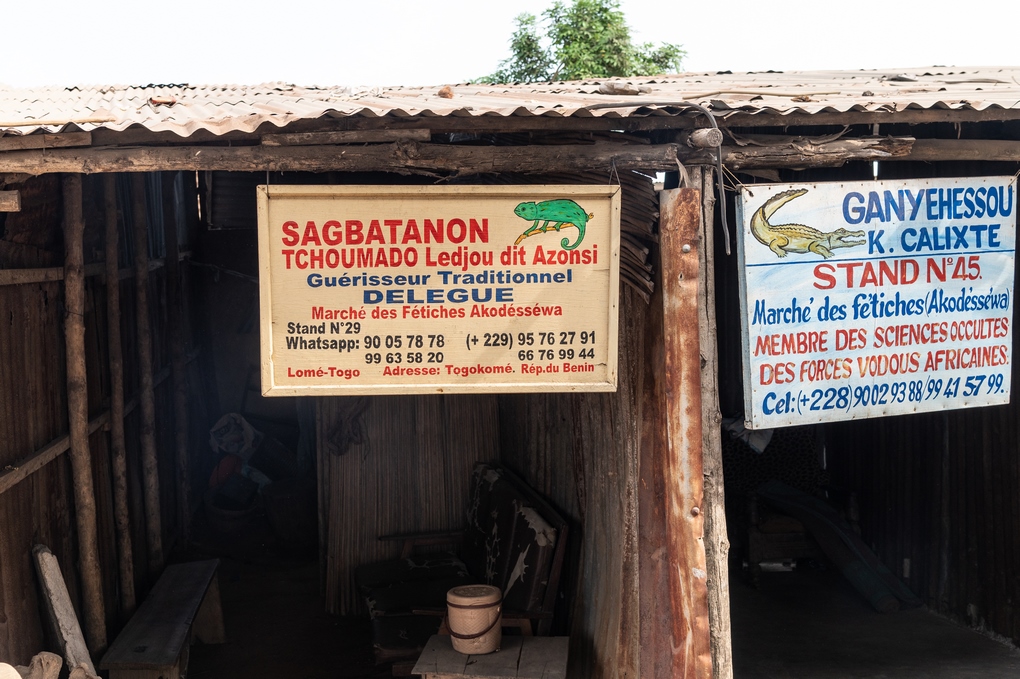 SAGBATANON
TCHOUMADO Ledjou dit Azonsi
Guérisseur Traditionnel
DELEGUE
Marché des Fétiches Akodésséwa
Stand N°29
Whatsapp: 90 05 78 78 (+ 229) 95 76 27 91
99 63 58 20 66 76 99 44
Lomé-Togo Adresse: Togokomé. Rép.du Benin
GANYEHESSOU
K. CALIXTE
STAND N°45.
Marché des fétiches (Akodésséwa)
MEMBRE DES SCIENCES OCCULTES
DES FORCES VODOUS AFRICAINES.
Cel: (+228) 90 02 93 88/99 41 57 99.